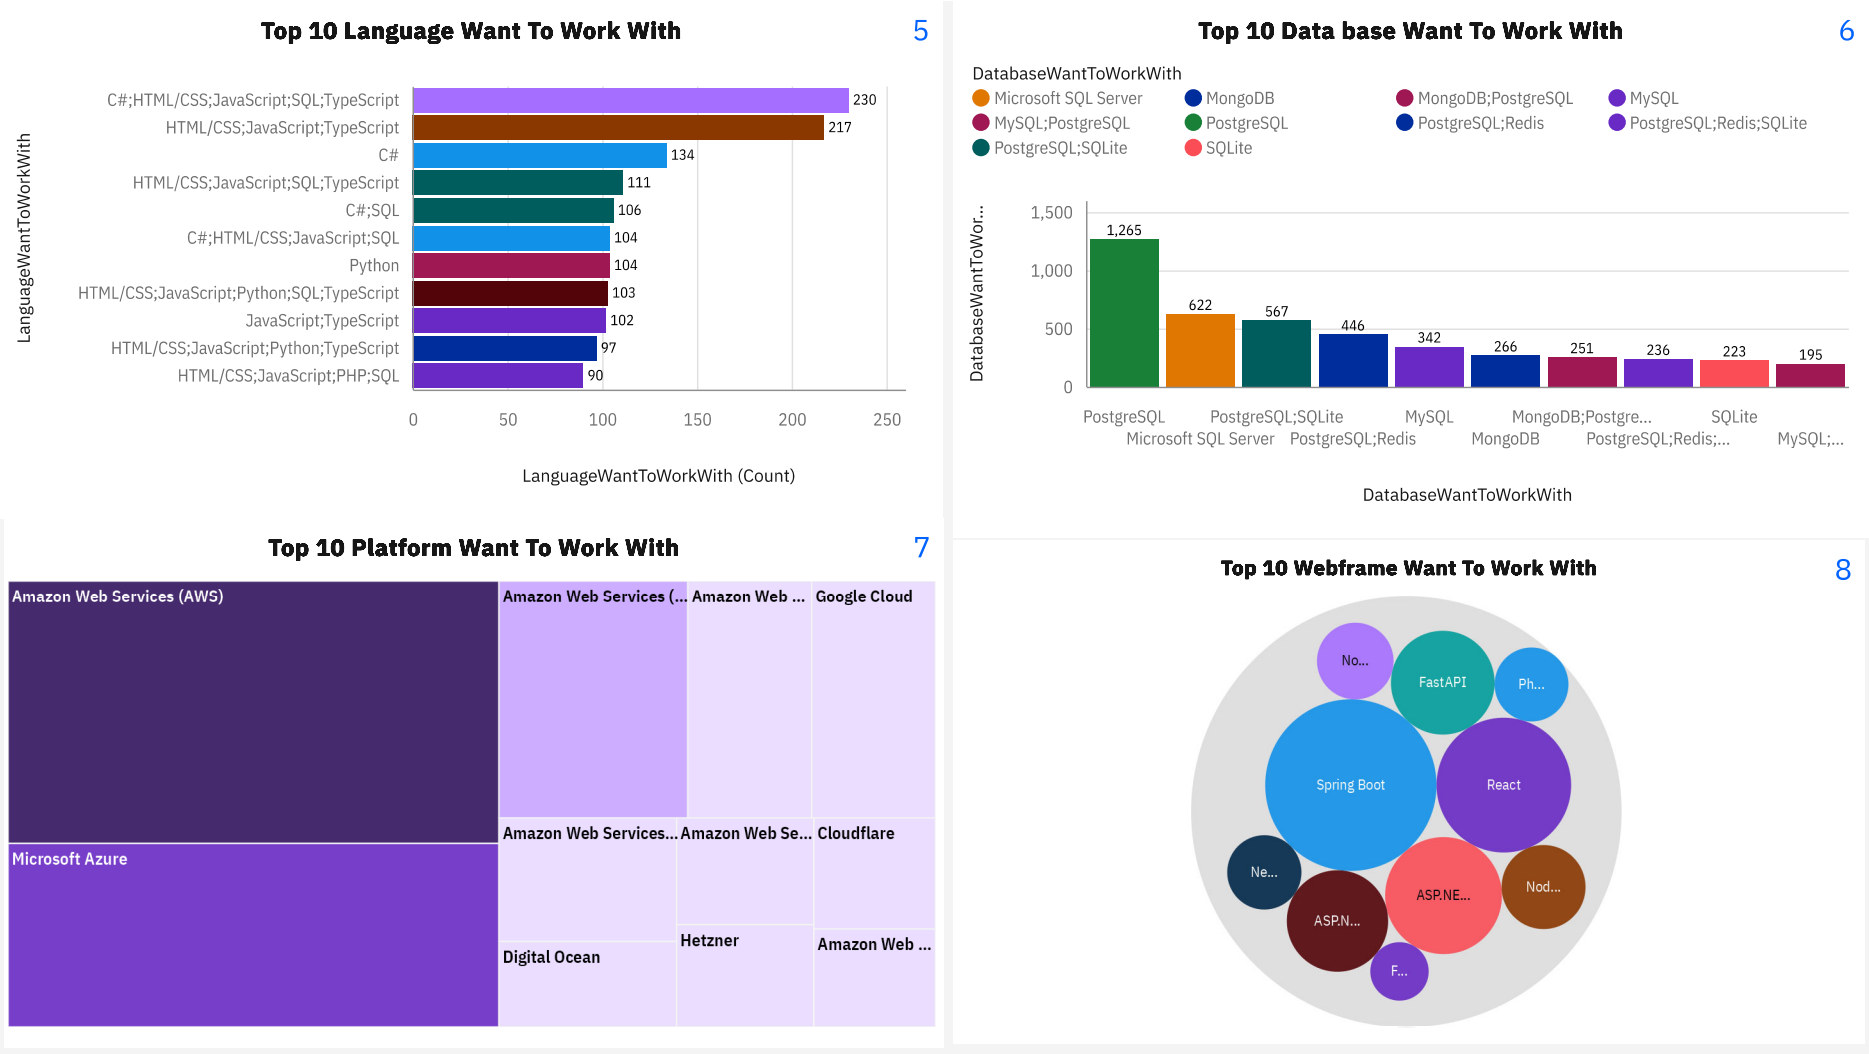 Top 10 Language Want To Work With
5
LanguageWantToWorkWith
C#;HTML/CSS;JavaScript;SQL;TypeScript
230
HTML/CSS;JavaScript;TypeScript
217
C#
134
HTML/CSS;JavaScript;SQL;TypeScript
111
C#;SQL
106
C#;HTML/CSS;JavaScript;SQL
104
Python
104
HTML/CSS;JavaScript;Python;SQL;TypeScript
103
JavaScript;TypeScript
102
HTML/CSS;JavaScript;Python;TypeScript
97
HTML/CSS;JavaScript;PHP;SQL
90
0 50 100 150 200 250
LanguageWantToWorkWith (Count)
Top 10 Data base Want To Work With
6
DatabaseWantToWorkWith
Microsoft SQL Server MongoDB MongoDB;PostgreSQL MySQL
MySQL;PostgreSQL PostgreSQL PostgreSQL;Redis PostgreSQL;Redis;SQLite
PostgreSQL;SQLite SQLite
DatabaseWantToWor...
1,500
1,000
500
0
1,265
622
567
446
342
266
251
236
223
195
PostgreSQL PostgreSQL;SQLite MySQL MongoDB;Postgre... SQLite
Microsoft SQL Server PostgreSQL;Redis MongoDB PostgreSQL;Redis;... MySQL;...
DatabaseWantToWorkWith
Top 10 Platform Want To Work With
7
Amazon Web Services (AWS)
Microsoft Azure
Amazon Web Services (...
Amazon Web ...
Google Cloud
Amazon Web Services...
Amazon Web Se...
Cloudflare
Digital Ocean
Hetzner
Amazon Web ...
Top 10 Webframe Want To Work With
8
No...
FastAPI
Ph...
Spring Boot
React
Ne...
ASP.N...
ASP.NE...
Nod...
F...